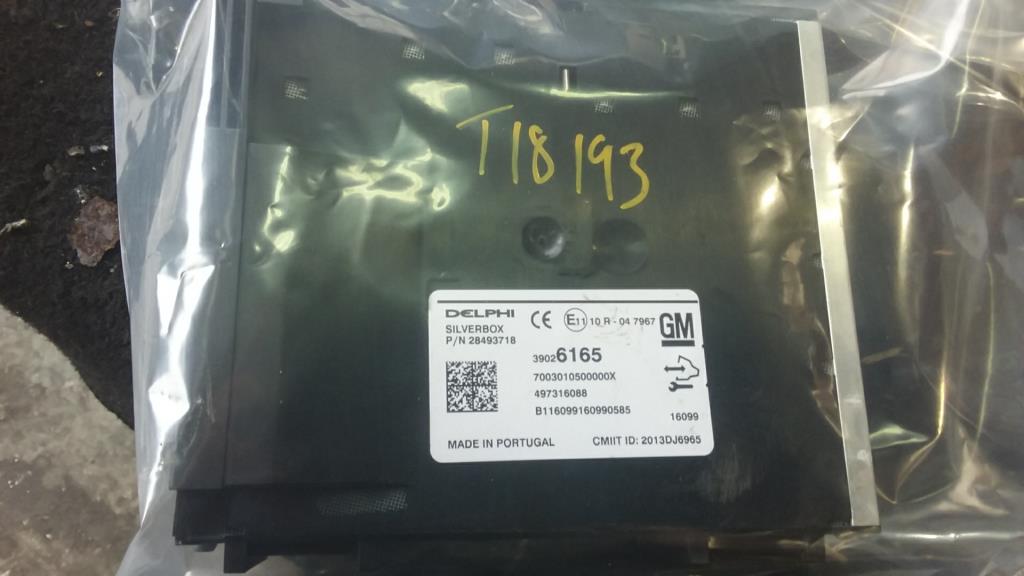 T18193
DELPHI
SILVERBOX
P/N 28493718
CE E11 10 R - 04 7967 GM
39026165
7003010500000X
497316088
B116099160990585
16099
MADE IN PORTUGAL CMIIT ID: 2013DJ6965